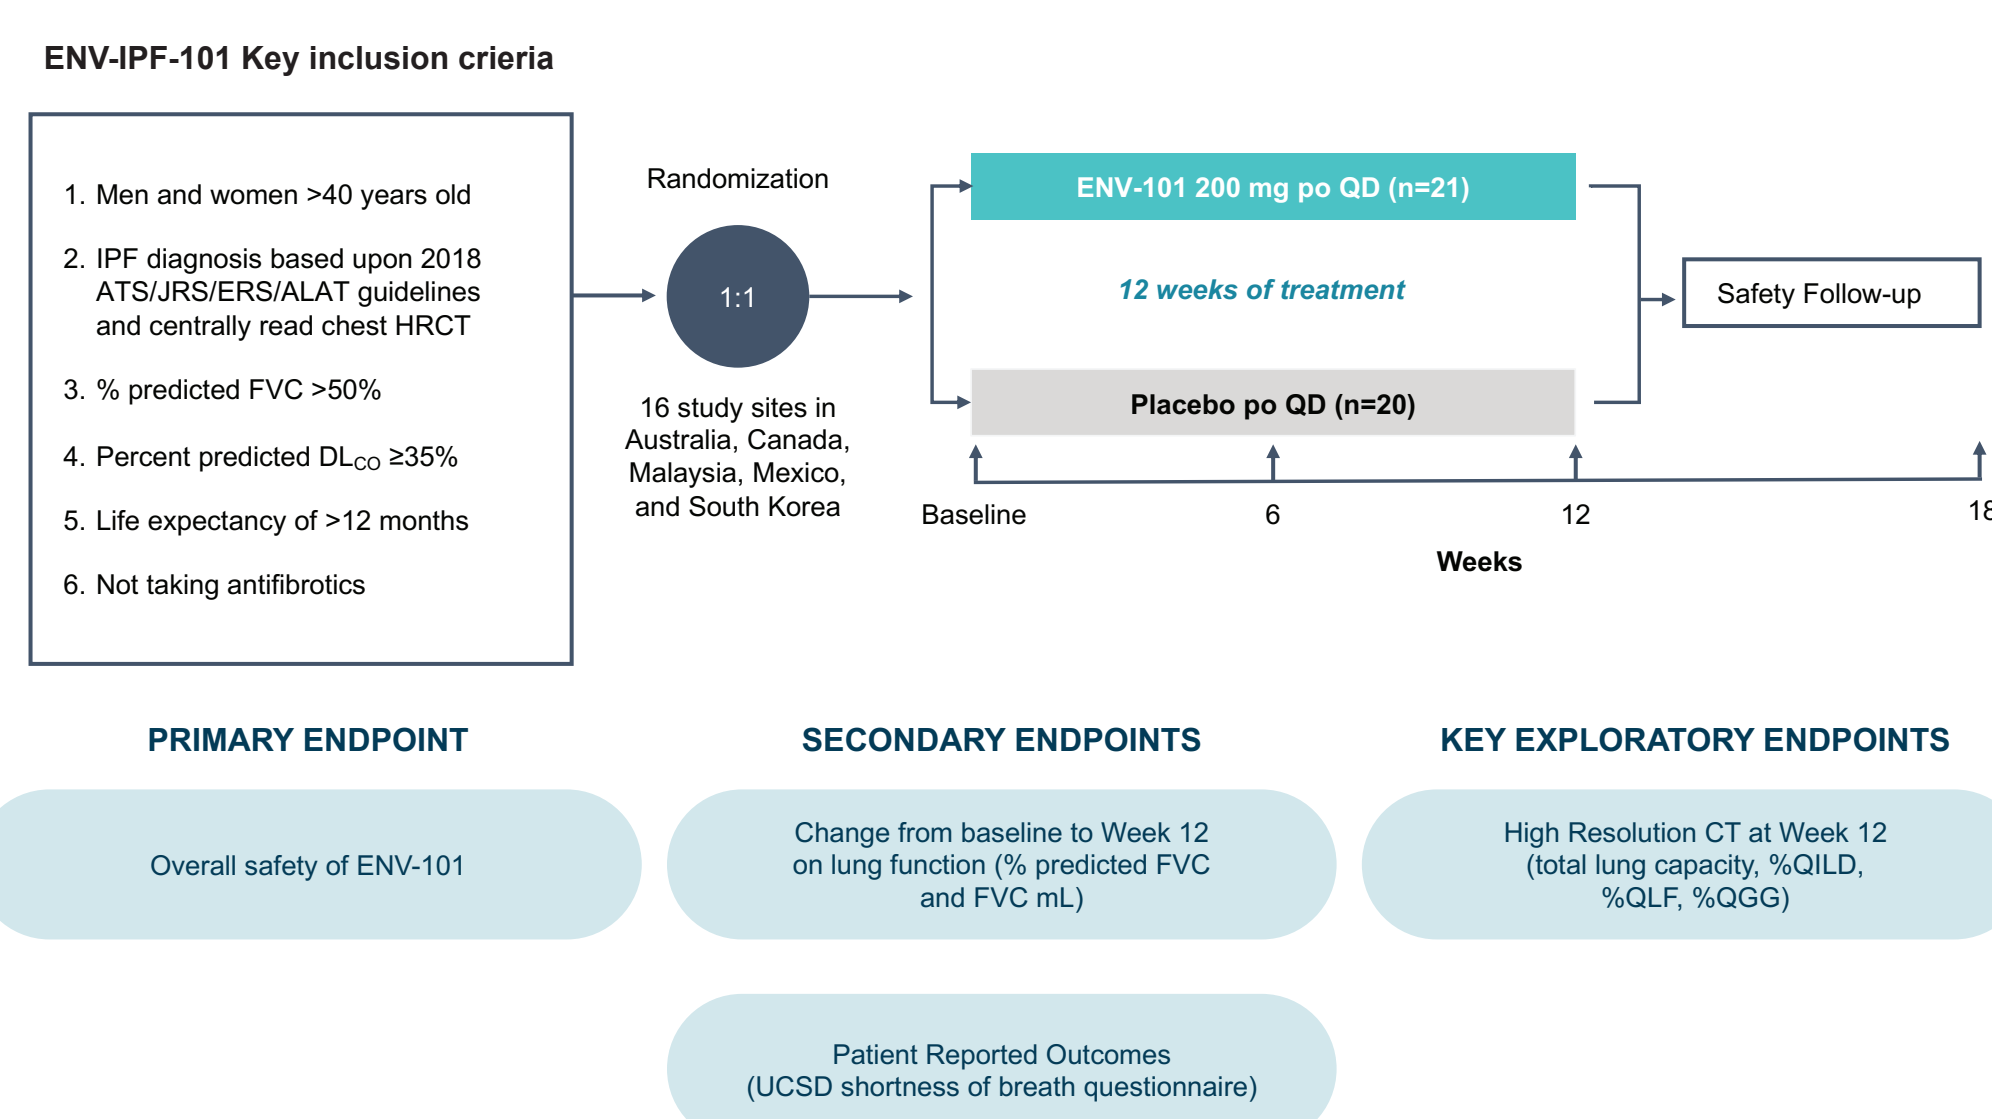 ENV-IPF-101 Key inclusion crieria
1. Men and women >40 years old
2. IPF diagnosis based upon 2018
ATS/JRS/ERS/ALAT guidelines
and centrally read chest HRCT
3. % predicted FVC >50%
4. Percent predicted DLCO ≥35%
5. Life expectancy of >12 months
6. Not taking antifibrotics
Randomization
1:1
16 study sites in
Australia, Canada,
Malaysia, Mexico,
and South Korea
ENV-101 200 mg po QD (n=21)
12 weeks of treatment
Placebo po QD (n=20)
Safety Follow-up
Baseline
6
12
18
Weeks
PRIMARY ENDPOINT
Overall safety of ENV-101
SECONDARY ENDPOINTS
Change from baseline to Week 12
on lung function (% predicted FVC
and FVC mL)
Patient Reported Outcomes
(UCSD shortness of breath questionnaire)
KEY EXPLORATORY ENDPOINTS
High Resolution CT at Week 12
(total lung capacity, %QILD,
%QLF, %QGG)